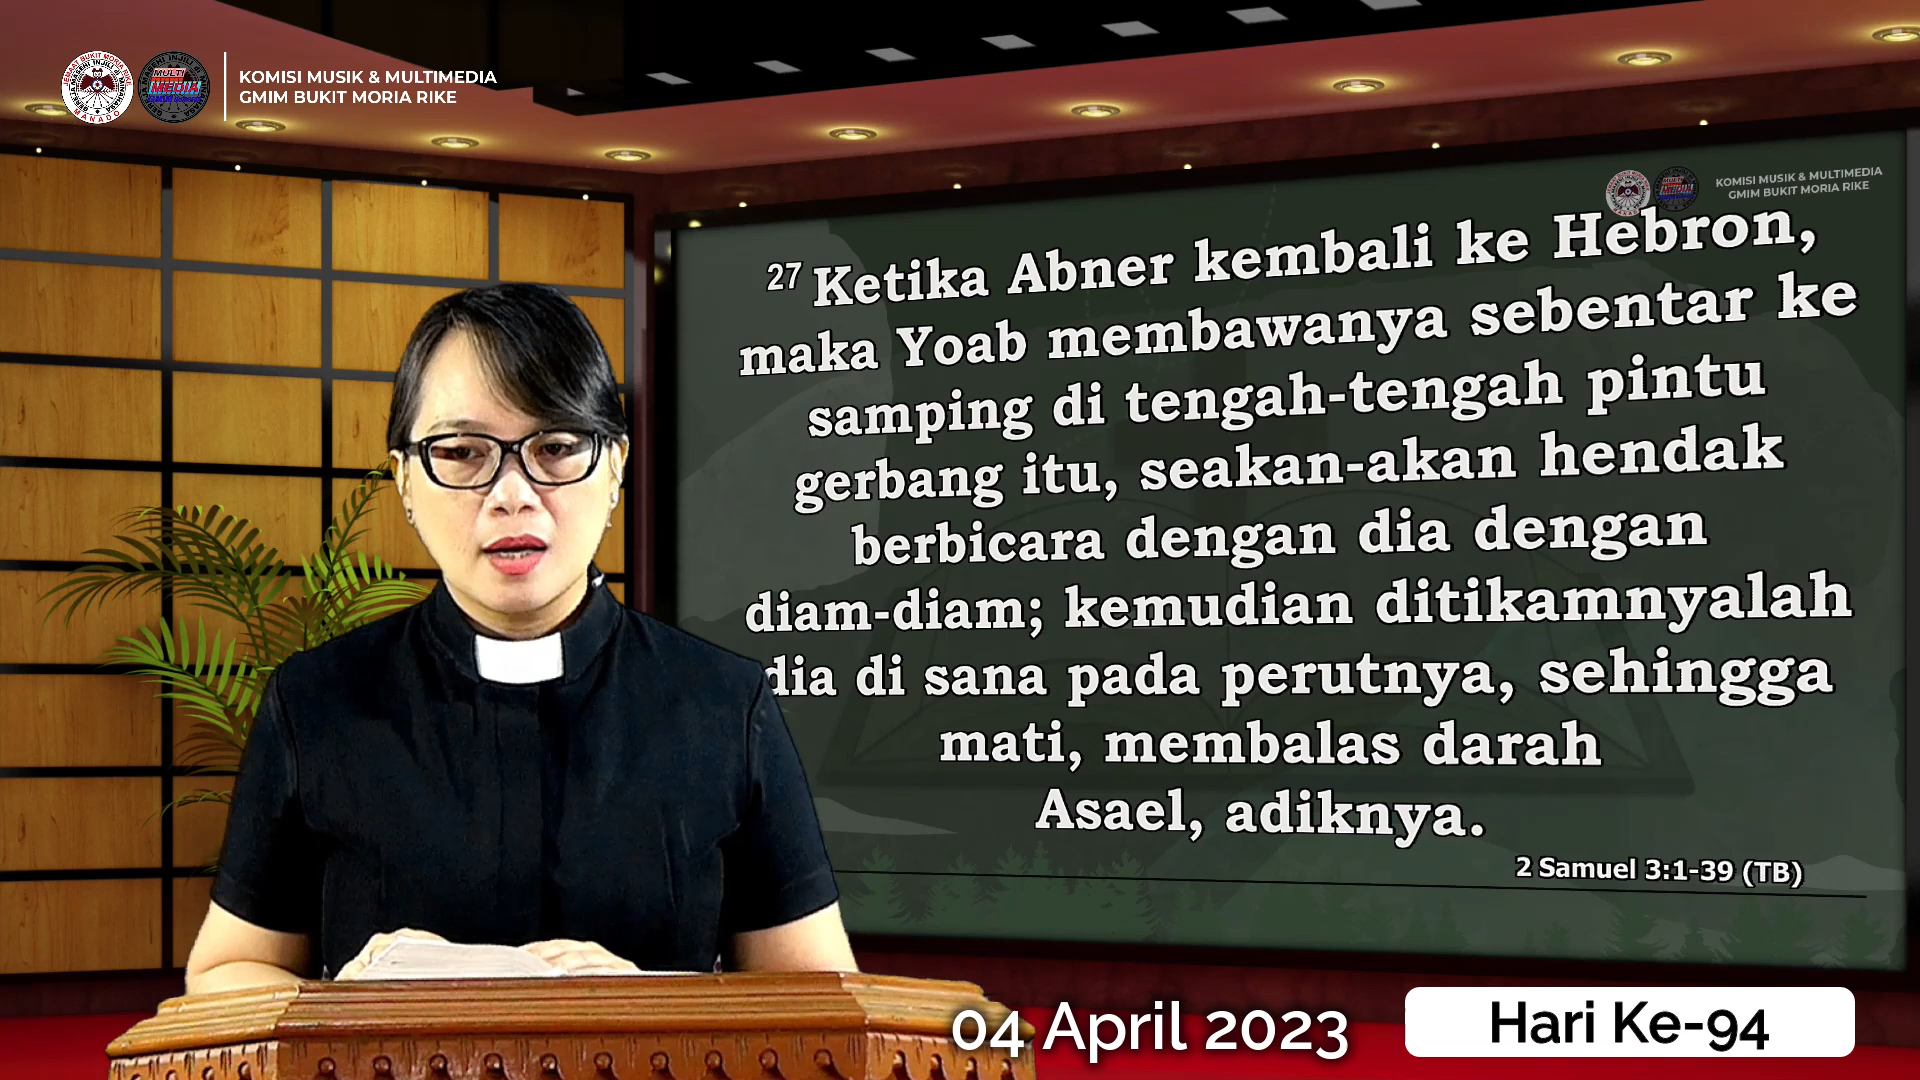 KOMISI MUSIK & MULTIMEDIA
GMIM BUKIT MORIA RIKE
MULTI
MEDIA
MANADO
KOMISI MUSIK & MULTIMEDIA
GMIM BUKIT MORIA RIKE
27 Ketika Abner kembali ke Hebron,
maka Yoab membawanya sebentar ke
samping di tengah-tengah pintu
gerbang itu, seakan-akan hendak
berbicara dengan dia dengan
diam-diam; kemudian ditikamnyalah
dia di sana pada perutnya, sehingga
mati, membalas darah
Asael, adiknya.
2 Samuel 3:1-39 (TB)
04 April 2023
Hari Ke-94